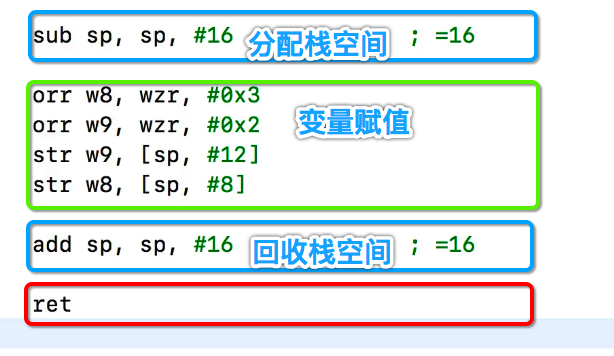 sub sp, sp, #16 分配栈空间 ; =16
orr w8, wzr, #0x3
orr w9, wzr, #0x2 变量赋值
str w9, [sp, #12]
str w8, [sp, #8]
add sp, sp, #16 回收栈空间 ; =16
ret